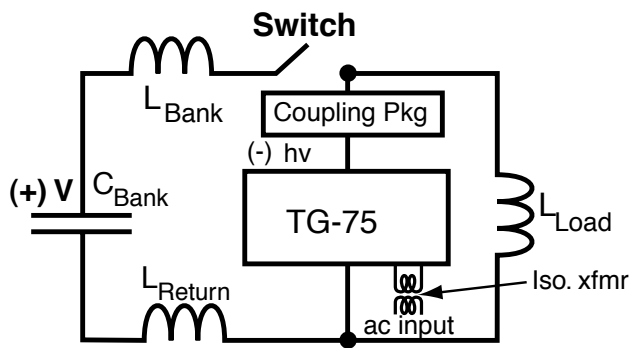 Switch
L Bank
Coupling Pkg
(-) hv
(+) V
C Bank
TG-75
L Load
L Return
Iso. xfmr
ac input